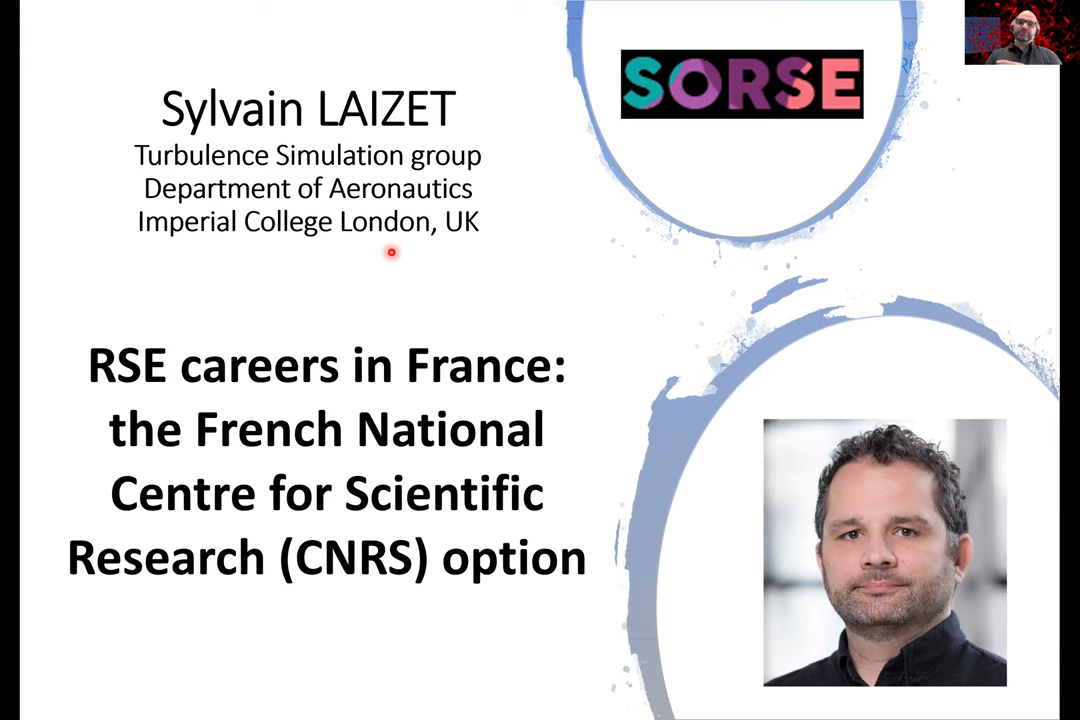 Sylvain LAIZET
Turbulence Simulation group
Department of Aeronautics
Imperial College London, UK
SORSE
RSE careers in France:
the French National
Centre for Scientific
Research (CNRS) option